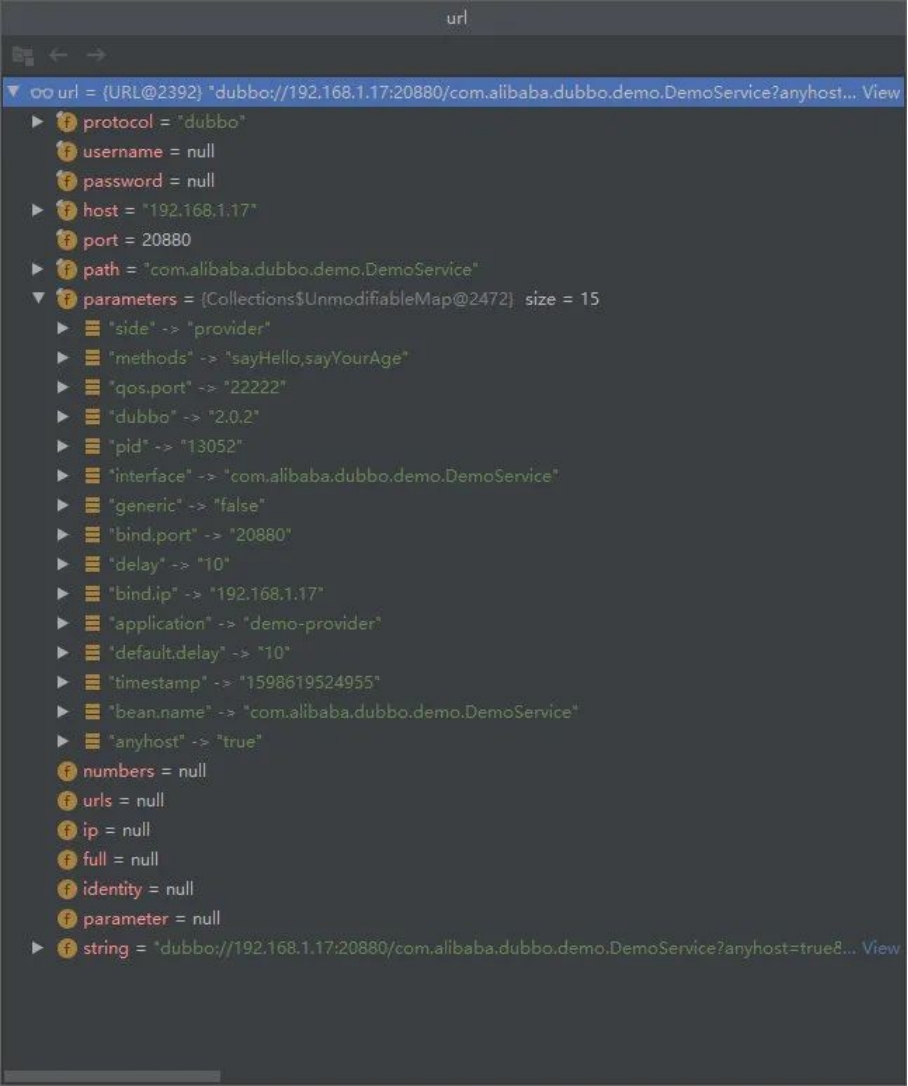 url
url = {URL@2392} "dubbo://192.168.1.17:20880/com.alibaba.dubbo.demo.DemoService?anyhost... View
protocol = "dubbo"
username = null
password = null
host = "192.168.1.17"
port = 20880
path = "com.alibaba.dubbo.demo.DemoService"
parameters = {Collections$UnmodifiableMap@2472} size = 15
"side" -> "provider"
"methods" -> "sayHello,sayYourAge"
"qos.port" -> "22222"
"dubbo" -> "2.0.2"
"pid" -> "13052"
"interface" -> "com.alibaba.dubbo.demo.DemoService"
"generic" -> "false"
"bind.port" -> "20880"
"delay" -> "10"
"bind.ip" -> "192.168.1.17"
"application" -> "demo-provider"
"default.delay" -> "10"
"timestamp" -> "1598619524955"
"bean.name" -> "com.alibaba.dubbo.demo.DemoService"
"anyhost" -> "true"
numbers = null
urls = null
ip = null
full = null
identity = null
parameter = null
string = "dubbo://192.168.1.17:20880/com.alibaba.dubbo.demo.DemoService?anyhost=true&... View